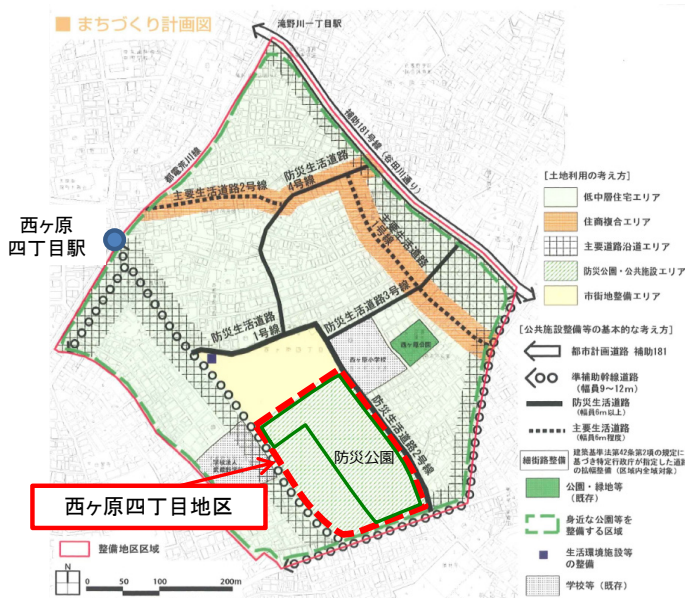 ■ まちづくり計画図
滝野川一丁目駅
補助181号線(谷田川通り)
都電荒川線
防災生活道路
4号線
主要生活道路2号線
主要生活道路
1号線
西ヶ原
四丁目駅
防災生活道路3号線
防災生活道路
1号線
西ヶ原小学校
防災生活道路2号線
防災公園
西ヶ原四丁目地区
整備地区区域
N
0 50 100 200m
[土地利用の考え方]
低中層住宅エリア
住商複合エリア
主要道路沿道エリア
防災公園・公共施設エリア
市街地整備エリア
[公共施設整備等の基本的な考え方]
都市計画道路 補助181
準補助幹線道路
(幅員9〜12m)
防災生活道路
(幅員6m以上)
主要生活道路
(幅員6m程度)
細街路整備
建築基準法第42条第2項の規定に
基づき特定行政庁が指定した道路
の拡幅整備(区域内全域対象)
公園・緑地等
(既存)
身近な公園等を
整備する区域
生活環境施設等
の整備
学校等(既存)